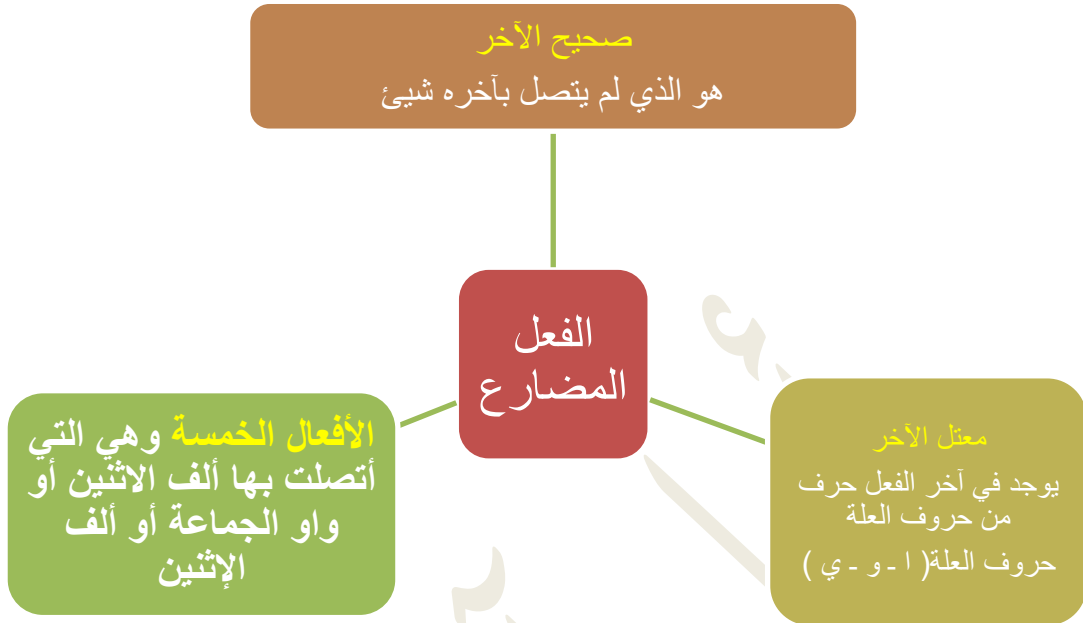 صحيح الآخر
هو الذي لم يتصل بآخره شيئ
الفعل
المضارع
معتل الآخر
يوجد في آخر الفعل حرف
من حروف العلة
حروف العلة( ا - و - ي )
الأفعال الخمسة وهي التي
أتصلت بها ألف الاثنين أو
واو الجماعة أو ألف
الإثنين